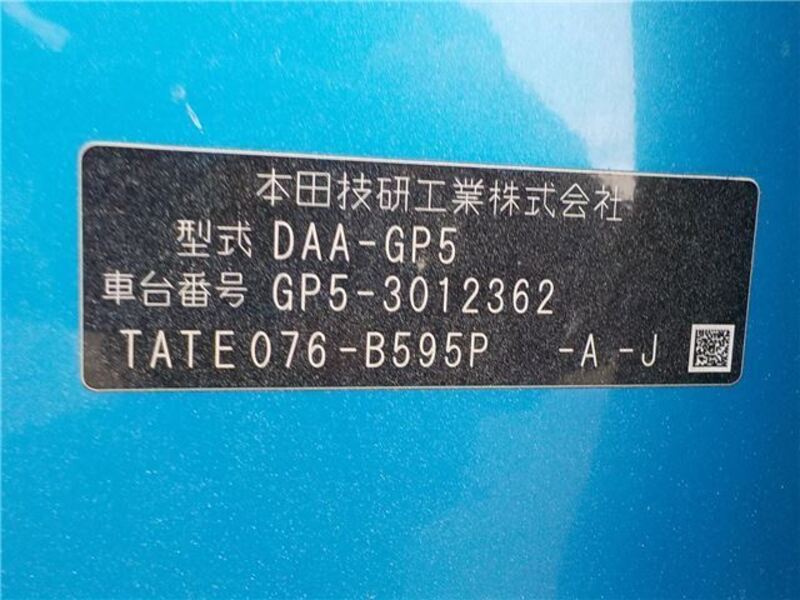 本田技研工業株式会社
型式 DAA-GP5
車台番号 GP5-3012362
TATE076-B595P -A -J